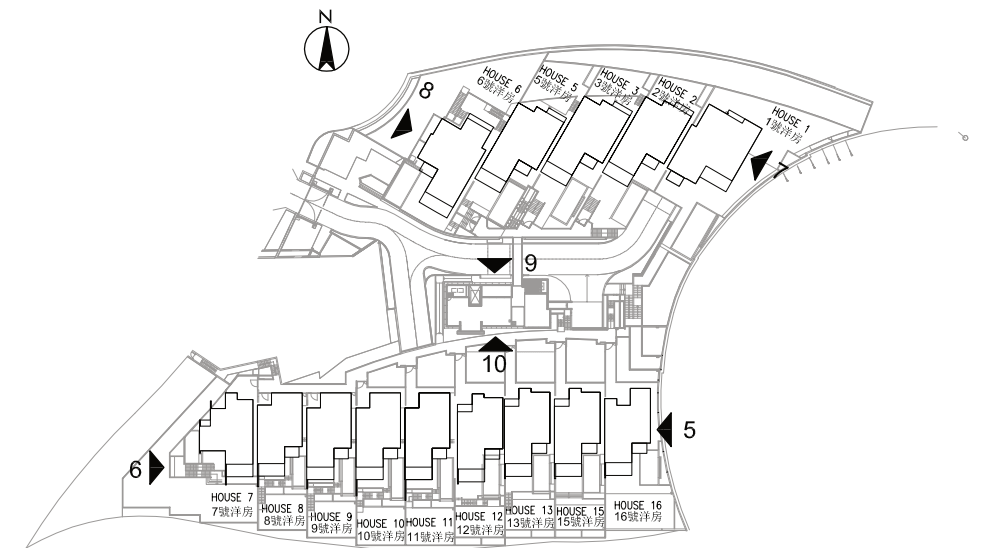 N
8
HOUSE 6
6號洋房
HOUSE 5
5號洋房
HOUSE 3
3號洋房
HOUSE 2
2號洋房
HOUSE 1
1號洋房
7
9
10
5
6
HOUSE 7
7號洋房
HOUSE 8
8號洋房
HOUSE 9
9號洋房
HOUSE 10
10號洋房
HOUSE 11
11號洋房
HOUSE 12
12號洋房
HOUSE 13
13號洋房
HOUSE 15
15號洋房
HOUSE 16
16號洋房